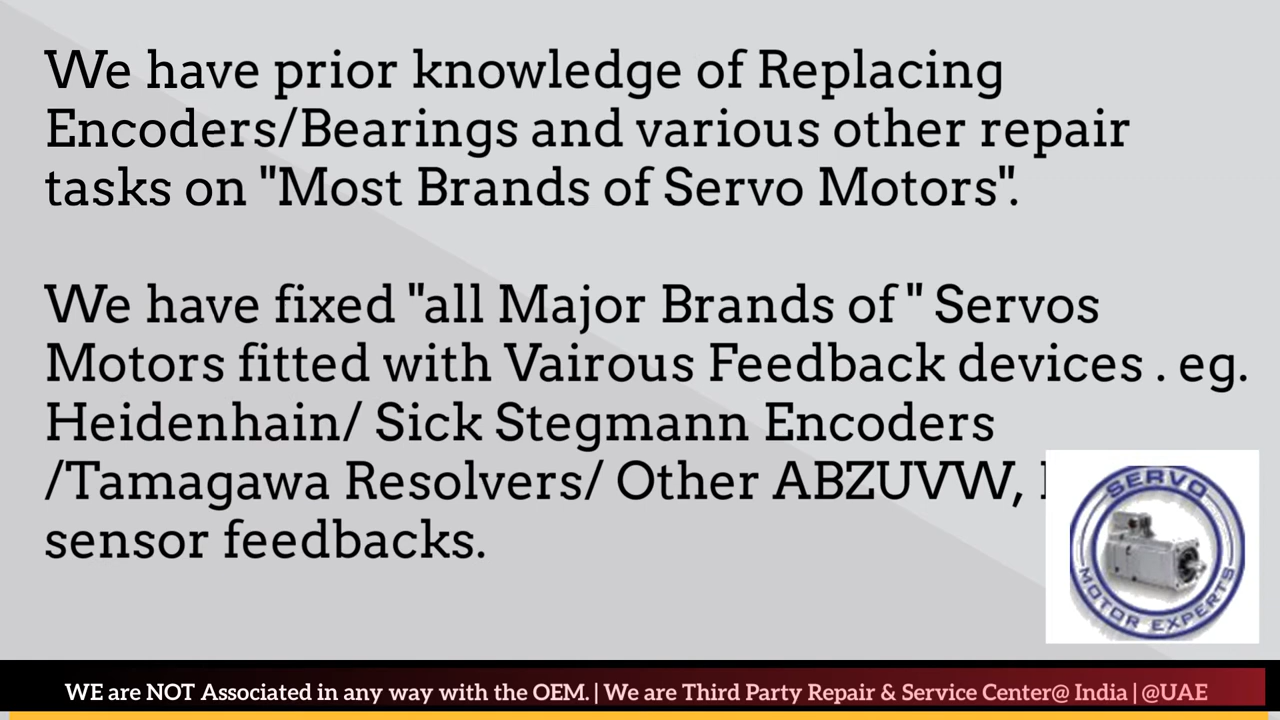 We have prior knowledge of Replacing
Encoders/Bearings and various other repair
tasks on "Most Brands of Servo Motors".
We have fixed "all Major Brands of " Servos
Motors fitted with Vairous Feedback devices . eg.
Heidenhain/ Sick Stegmann Encoders
/Tamagawa Resolvers/ Other ABZUVW,
sensor feedbacks.
SERVO
MOTOR EXPERTS
WE are NOT Associated in any way with the OEM. | We are Third Party Repair & Service Center@ India | @UAE